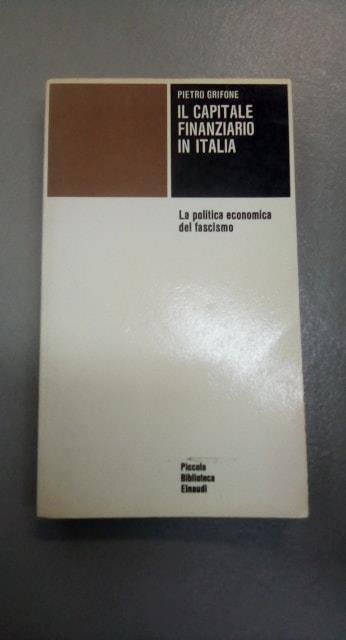 PIETRO GRIFONE
IL CAPITALE
FINANZIARIO
IN ITALIA
La politica economica
del fascismo
Piccola
Biblioteca
Einaudi